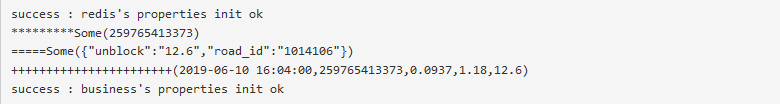 success : redis's properties init ok
*********Some(259765413373)
=====Some({"unblock":"12.6","road_id":"1014106"})
+++++++++++++++++++++++(2019-06-10 16:04:00,259765413373,0.0937,1.18,12.6)
success : business's properties init ok